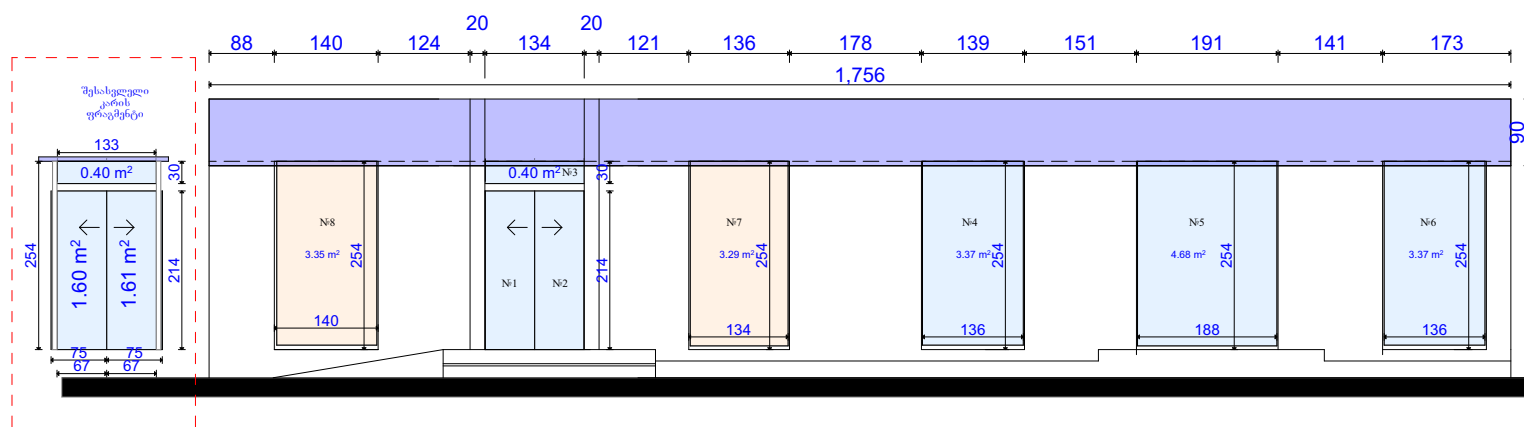 20 20
88 140 124 134 121 136 178 139 151 191 141 173
1,756
შესასვლელი
კარის
ფრაგმენტი
90
133
0.40 m² 30
0.40 m² №3 30
1.60 m² 1.61 m²
254 214
75 75
67 67
№8
3.35 m² 254
140
№1 №2
214
№7
3.29 m² 254
134
№4
3.37 m² 254
136
№5
4.68 m² 254
188
№6
3.37 m² 254
136